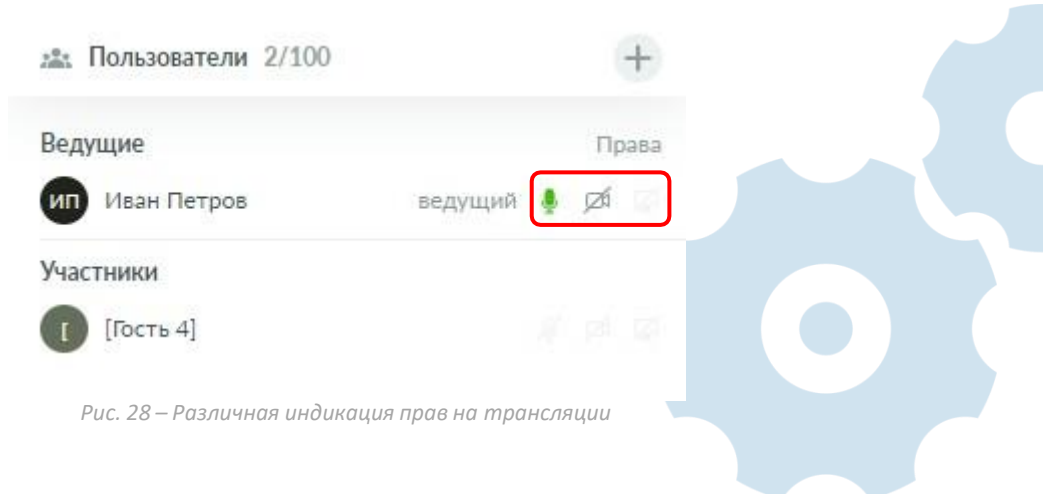 Пользователи 2/100
Ведущие Права
ИП Иван Петров ведущий
Участники
[ [Гость 4]
Рис. 28 – Различная индикация прав на трансляции